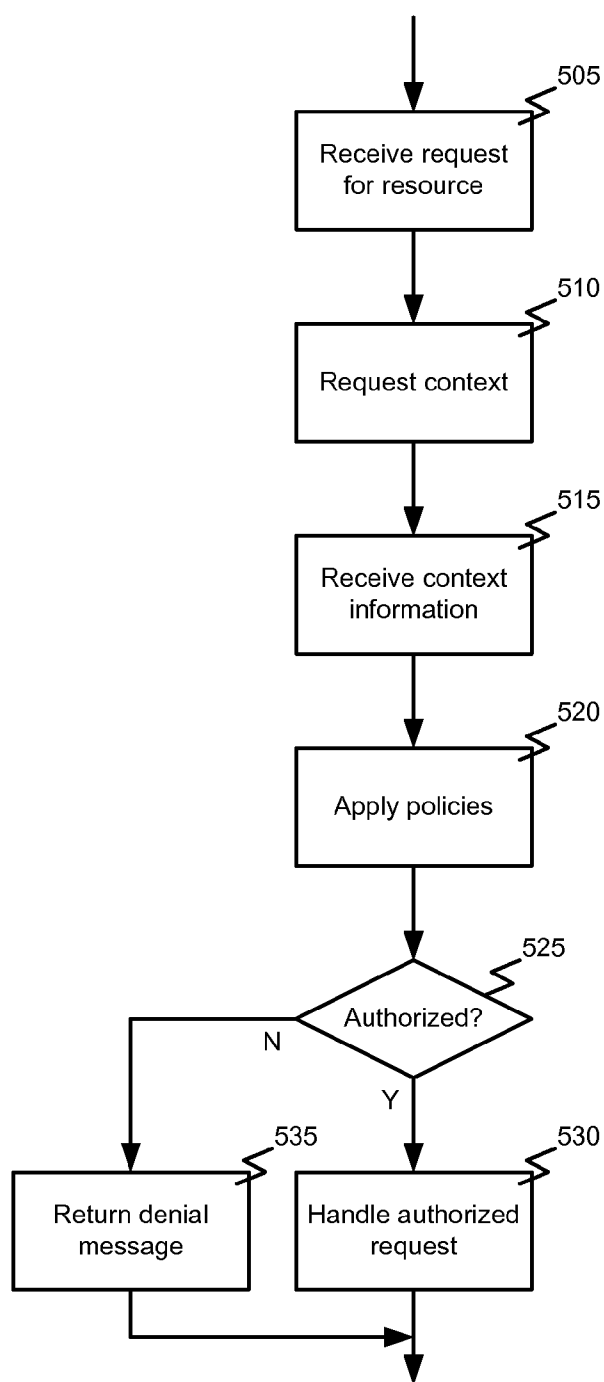 505
Receive request
for resource
510
Request context
515
Receive context
information
520
Apply policies
525
Authorized?
N
Y
535
530
Return denial
message
Handle authorized
request